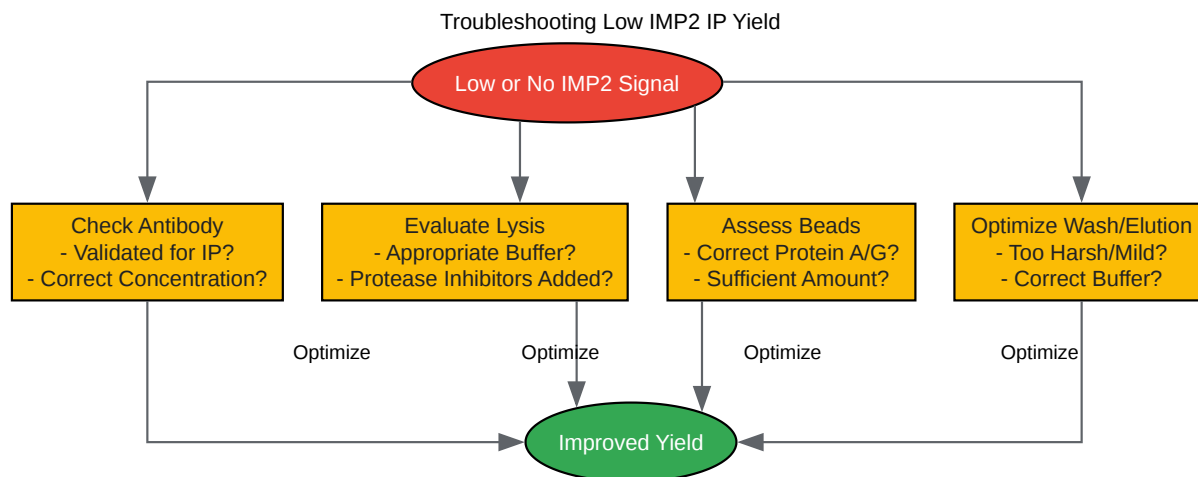 Troubleshooting Low IMP2 IP Yield
Low or No IMP2 Signal
Check Antibody
- Validated for IP?
- Correct Concentration?
Evaluate Lysis
- Appropriate Buffer?
- Protease Inhibitors Added?
Assess Beads
- Correct Protein A/G?
- Sufficient Amount?
Optimize Wash/Elution
- Too Harsh/Mild?
- Correct Buffer?
Optimize
Optimize
Optimize
Optimize
Improved Yield